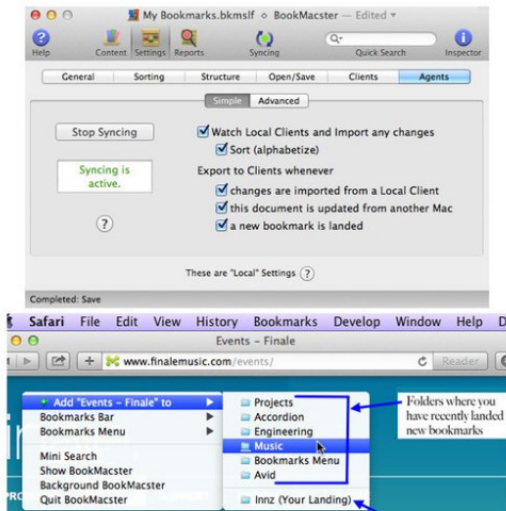 My Bookmarks.bkmslf ◇ BookMacster — Edited
Help Content Settings Reports Syncing Quick Search Inspector
General Sorting Structure Open/Save Clients Agents
Simple Advanced
Stop Syncing
Watch Local Clients and Import any changes
Sort (alphabetize)
Syncing is
active.
Export to Clients whenever
changes are imported from a Local Client
this document is updated from another Mac
? a new bookmark is landed
These are "Local" Settings ?
Completed: Save
Safari File Edit View History Bookmarks Develop Window Help D
Events – Finale
www.finalemusic.com/events/ Reader
Add "Events – Finale" to
Bookmarks Bar
Bookmarks Menu
Mini Search
Show BookMacster
Background BookMacster
Quit BookMacster
Projects
Accordion
Engineering
Music
Bookmarks Menu
Avid
Innz (Your Landing)
Folders where you
have recently landed
new bookmarks